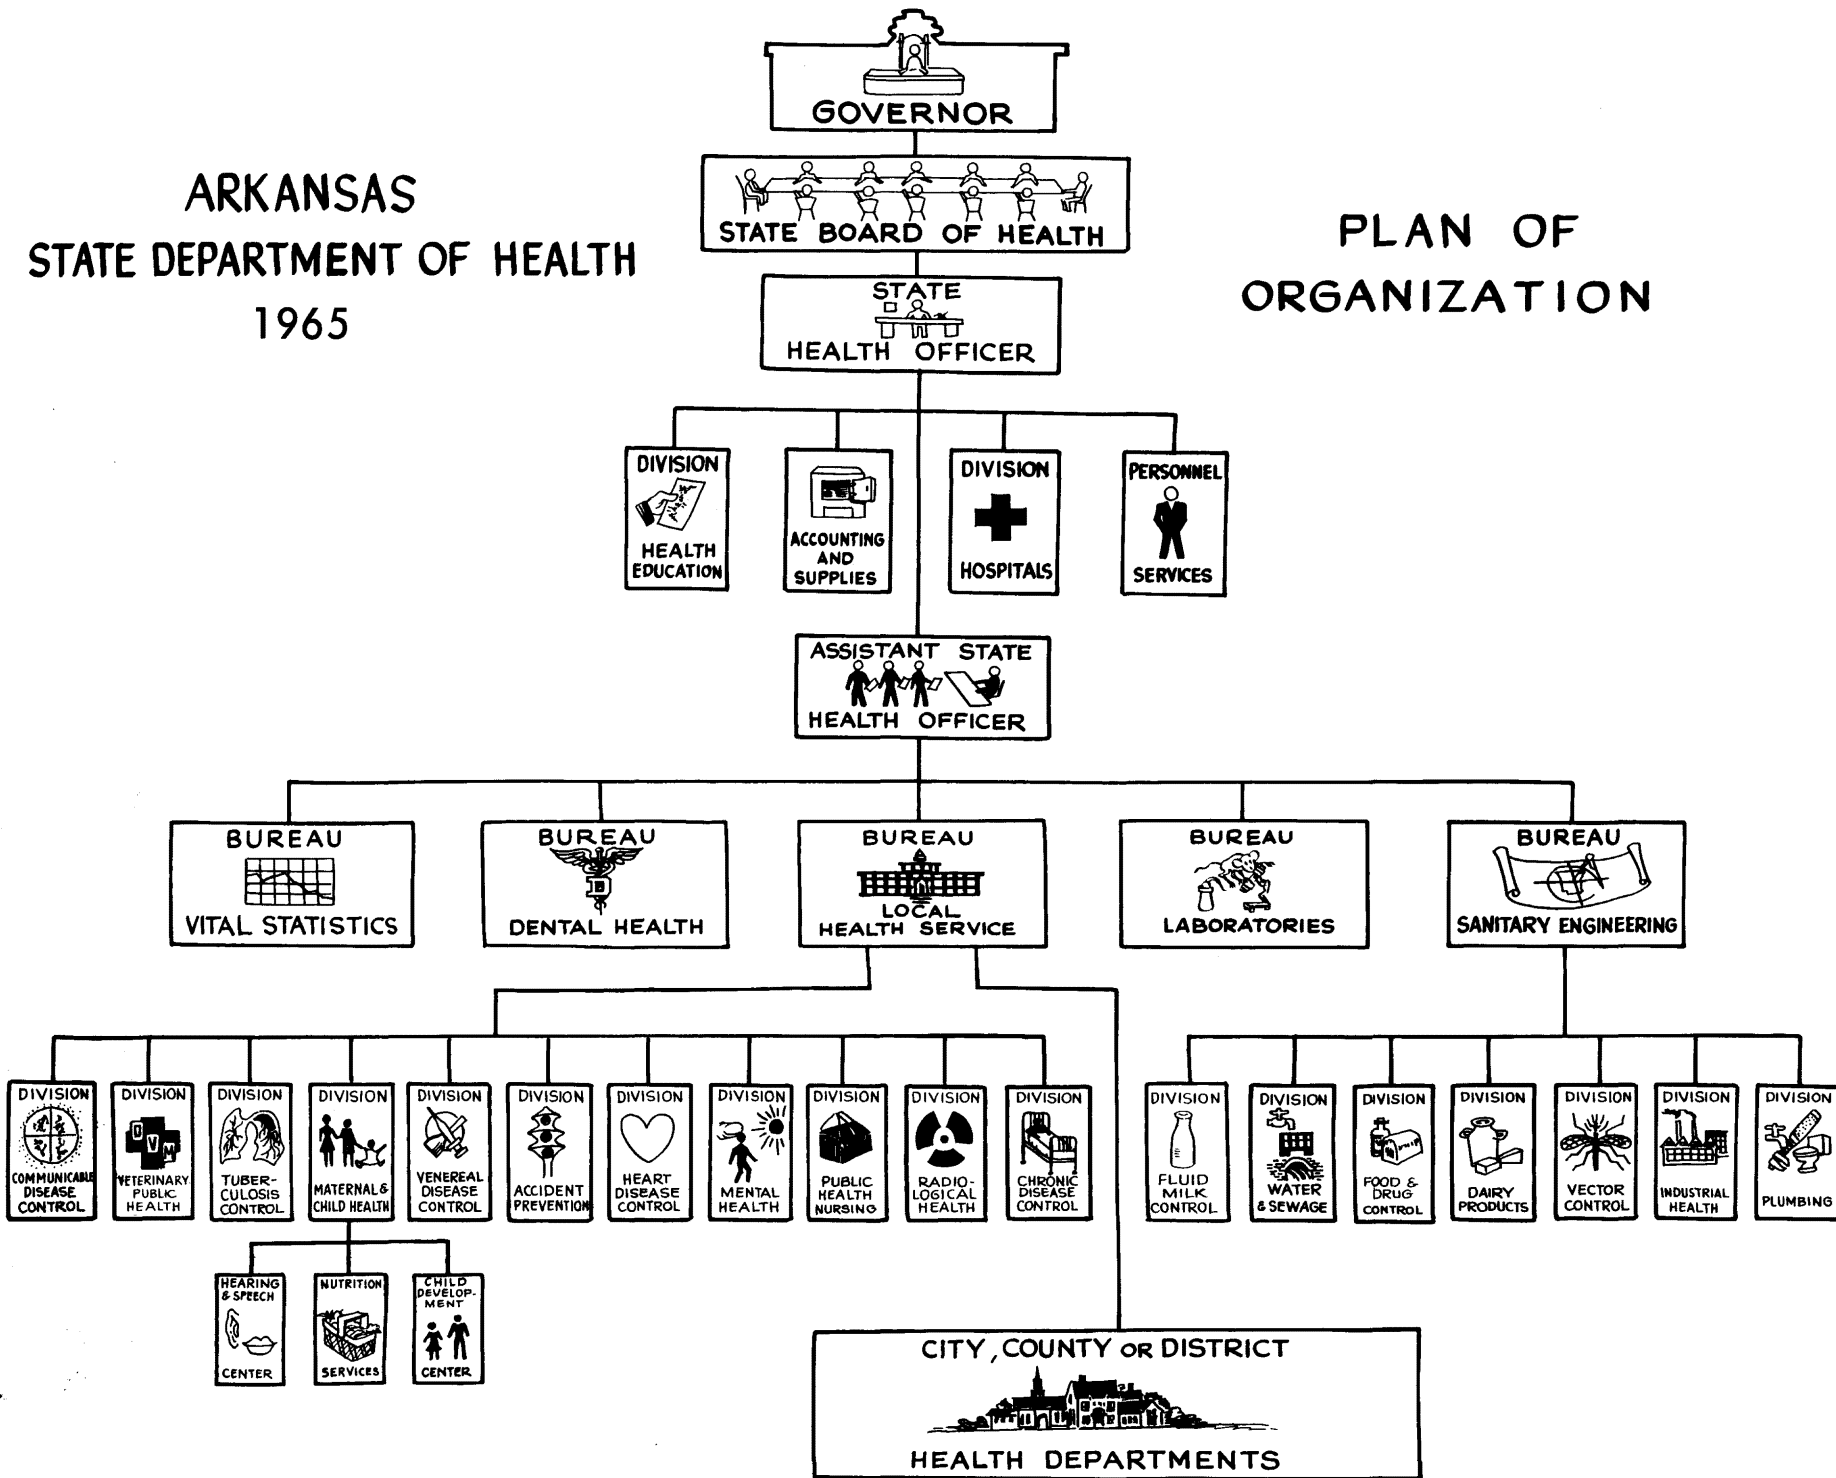 GOVERNOR
STATE BOARD OF HEALTH
ARKANSAS
STATE DEPARTMENT OF HEALTH
1965
PLAN OF
ORGANIZATION
STATE
HEALTH OFFICER
DIVISION
HEALTH
EDUCATION
ACCOUNTING
AND
SUPPLIES
DIVISION
HOSPITALS
PERSONNEL
SERVICES
ASSISTANT STATE
HEALTH OFFICER
BUREAU
VITAL STATISTICS
BUREAU
D
DENTAL HEALTH
BUREAU
LOCAL
HEALTH SERVICE
BUREAU
LABORATORIES
BUREAU
SANITARY ENGINEERING
DIVISION
COMMUNICABLE
DISEASE
CONTROL
DIVISION
D V M
VETERINARY
PUBLIC
HEALTH
DIVISION
TUBER-
CULOSIS
CONTROL
DIVISION
MATERNAL &
CHILD HEALTH
DIVISION
VENEREAL
DISEASE
CONTROL
DIVISION
ACCIDENT
PREVENTION
DIVISION
HEART
DISEASE
CONTROL
DIVISION
MENTAL
HEALTH
DIVISION
PUBLIC
HEALTH
NURSING
DIVISION
RADIO-
LOGICAL
HEALTH
DIVISION
CHRONIC
DISEASE
CONTROL
DIVISION
FLUID
MILK
CONTROL
DIVISION
WATER
& SEWAGE
DIVISION
FOOD &
DRUG
CONTROL
DIVISION
DAIRY
PRODUCTS
DIVISION
VECTOR
CONTROL
DIVISION
INDUSTRIAL
HEALTH
DIVISION
PLUMBING
HEARING
& SPEECH
CENTER
NUTRITION
SERVICES
CHILD
DEVELOP-
MENT
CENTER
CITY, COUNTY OR DISTRICT
HEALTH DEPARTMENTS